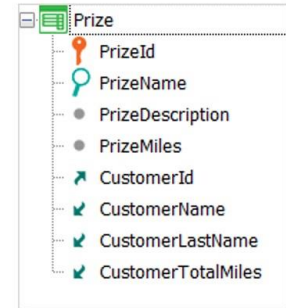 Prize
PrizeId
PrizeName
PrizeDescription
PrizeMiles
CustomerId
CustomerName
CustomerLastName
CustomerTotalMiles